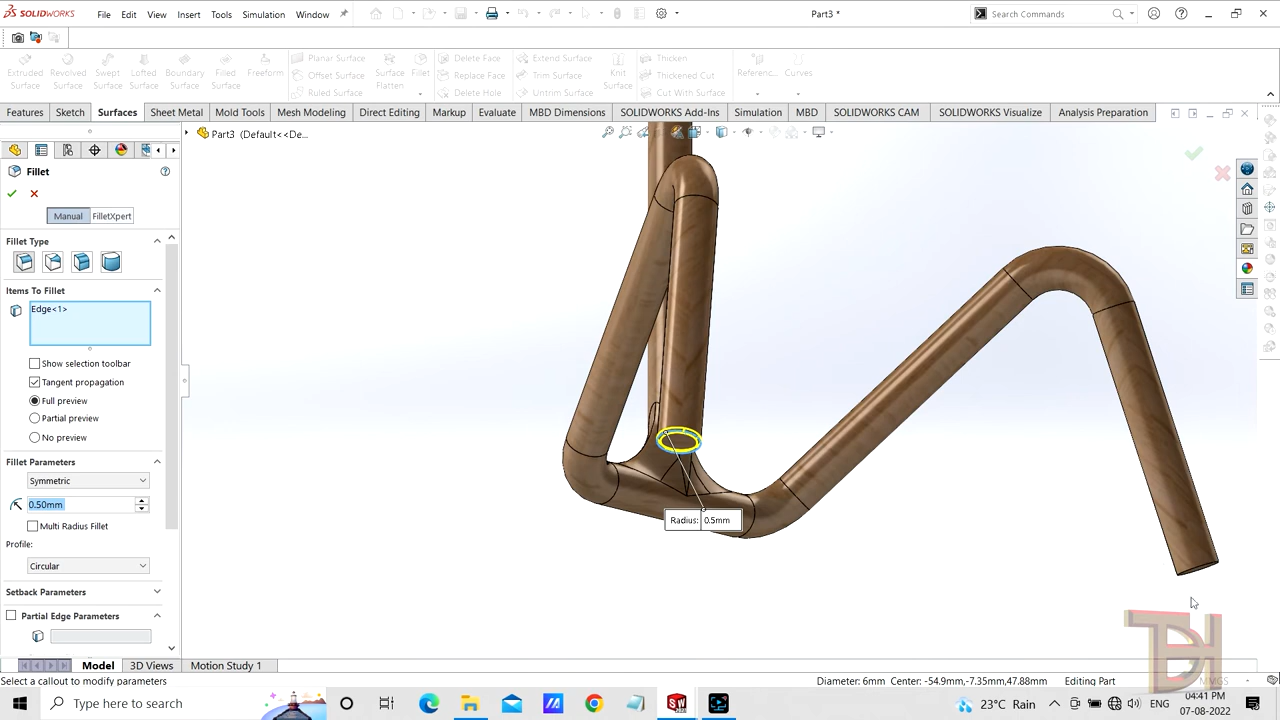 SOLIDWORKS File Edit View Insert Tools Simulation Window Part3 * Search Commands
Extruded Surface Revolved Surface Swept Surface Lofted Surface Boundary Surface Filled Surface Freeform Planar Surface Offset Surface Ruled Surface Surface Flatten Fillet Delete Face Replace Face Delete Hole Extend Surface Trim Surface Untrim Surface Knit Surface Thicken Thickened Cut Cut With Surface Referenc... Curves
Features Sketch Surfaces Sheet Metal Mold Tools Mesh Modeling Direct Editing Markup Evaluate MBD Dimensions SOLIDWORKS Add-Ins Simulation MBD SOLIDWORKS CAM SOLIDWORKS Visualize Analysis Preparation
Part3 (Default<<De...
Fillet
Manual FilletXpert
Fillet Type
Items To Fillet
Edge<1>
Show selection toolbar
Tangent propagation
Full preview
Partial preview
No preview
Fillet Parameters
Symmetric
0.50mm
Multi Radius Fillet
Profile:
Circular
Setback Parameters
Partial Edge Parameters
Radius: 0.5mm
Model 3D Views Motion Study 1
Select a callout to modify parameters Diameter: 6mm Center: -54.9mm,-7.35mm,47.88mm Editing Part MMGS
Type here to search 23°C Rain ENG 04:41 PM
07-08-2022